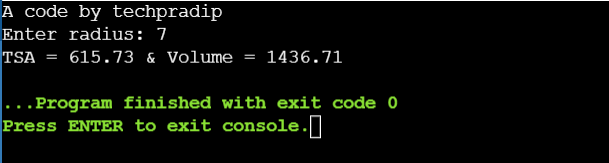 A code by techpradip
Enter radius: 7
TSA = 615.73 & Volume = 1436.71
...Program finished with exit code 0
Press ENTER to exit console.